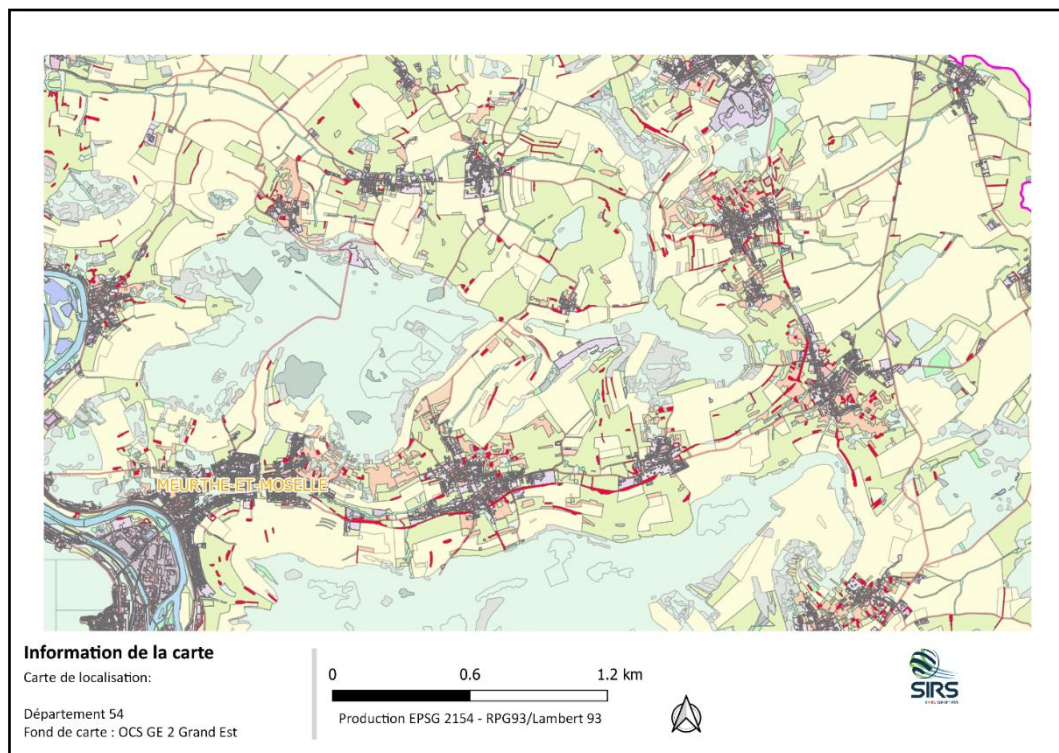 MEURTHE-ET-MOSELLE
Information de la carte
Carte de localisation:
Département 54
Fond de carte : OCS GE 2 Grand Est
0 0.6 1.2 km
Production EPSG 2154 - RPG93/Lambert 93
SIRS